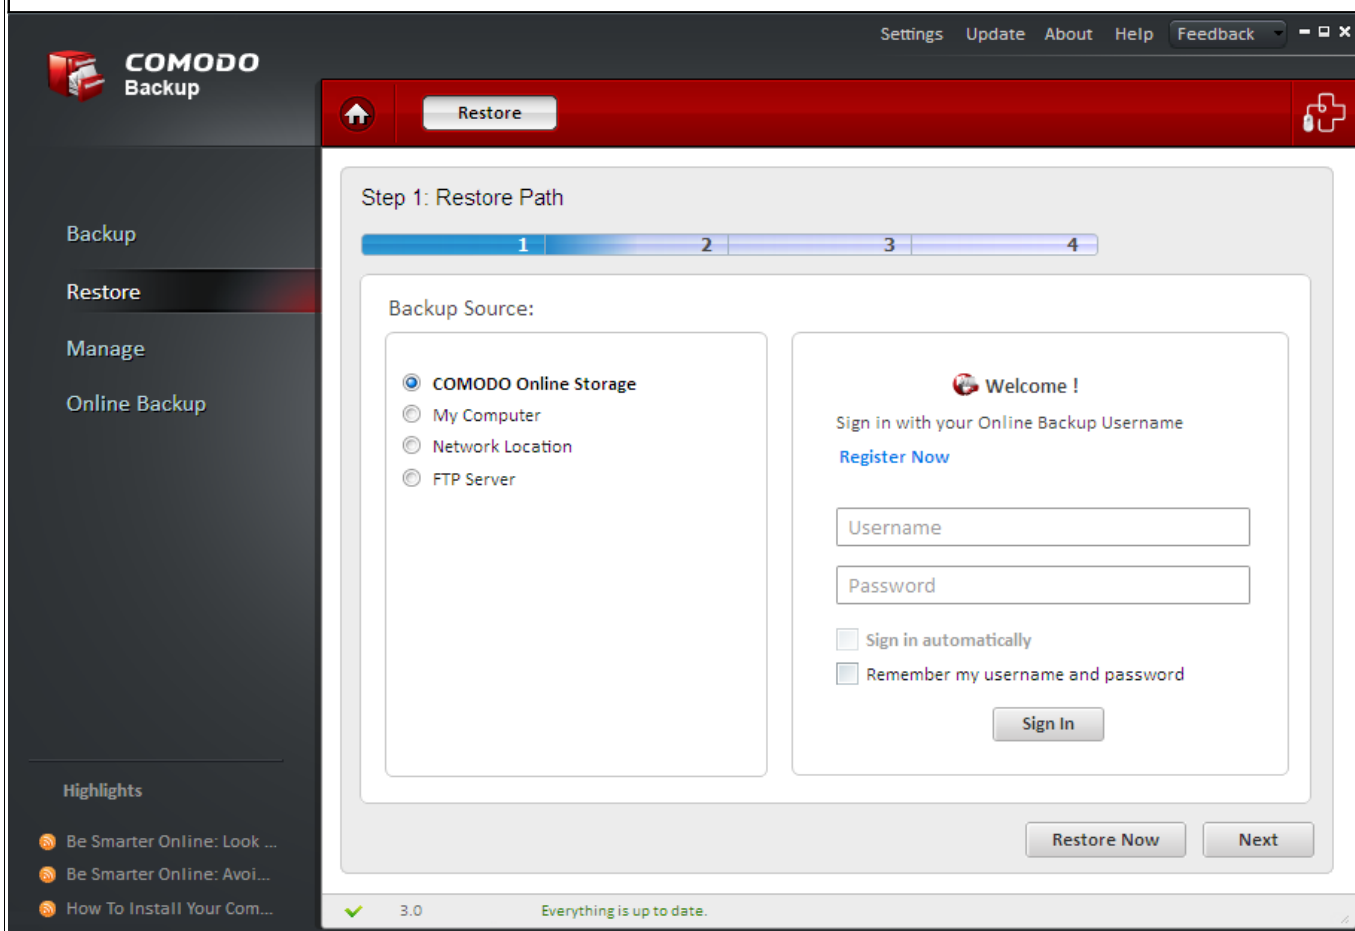 Settings Update About Help Feedback
COMODO
Backup
Restore
Step 1: Restore Path
1 2 3 4
Backup
Restore
Manage
Online Backup
Backup Source:
COMODO Online Storage
My Computer
Network Location
FTP Server
Welcome !
Sign in with your Online Backup Username
Register Now
Username
Password
Sign in automatically
Remember my username and password
Sign In
Restore Now Next
Highlights
Be Smarter Online: Look ...
Be Smarter Online: Avoi...
How To Install Your Com...
3.0 Everything is up to date.